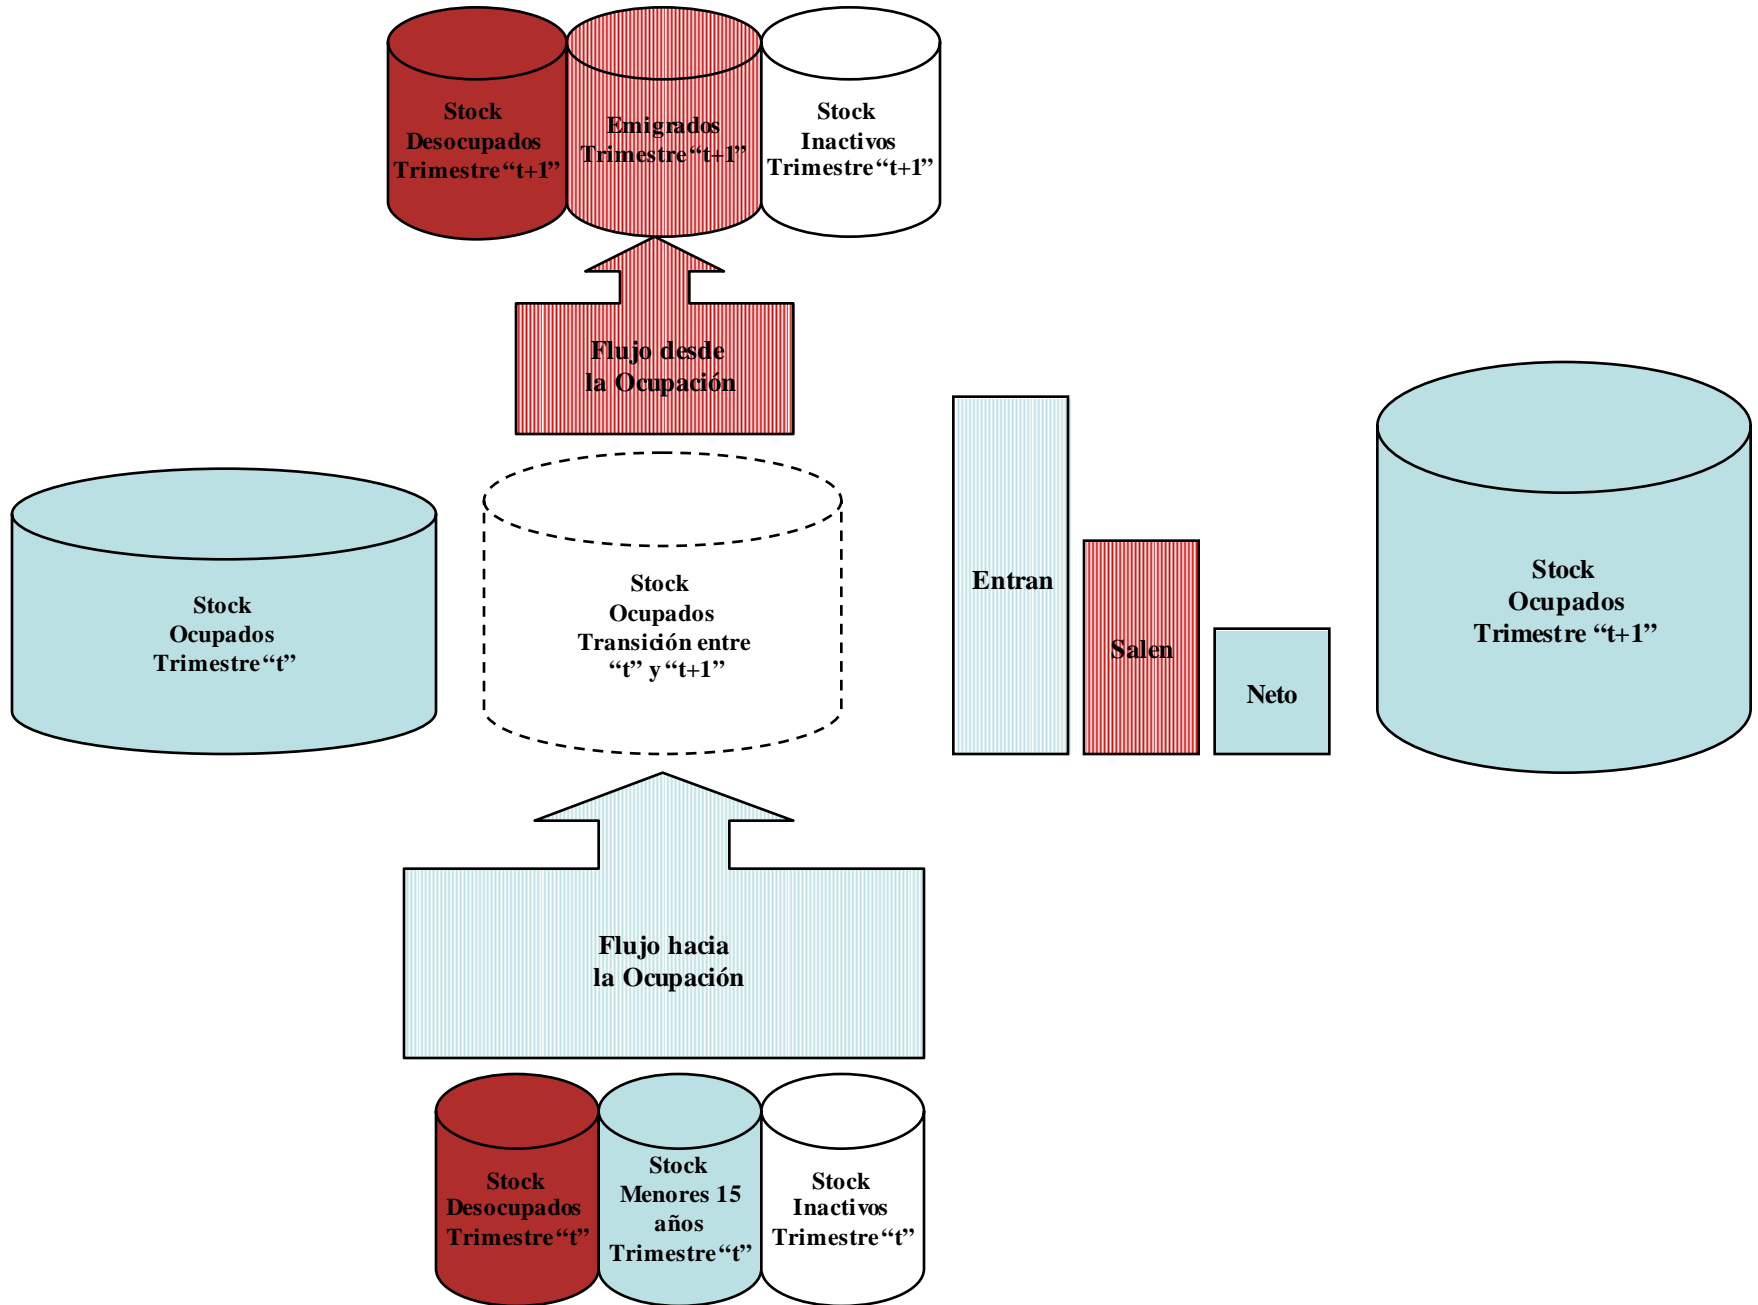 Stock
Desocupados
Trimestre “t+1”
Emigrados
Trimestre “t+1”
Stock
Inactivos
Trimestre “t+1”
Flujo desde
la Ocupación
Stock
Ocupados
Trimestre “t”
Stock
Ocupados
Transición entre
“t” y “t+1”
Entran
Salen
Neto
Stock
Ocupados
Trimestre “t+1”
Flujo hacia
la Ocupación
Stock
Desocupados
Trimestre “t”
Stock
Menores 15
años
Trimestre “t”
Stock
Inactivos
Trimestre “t”